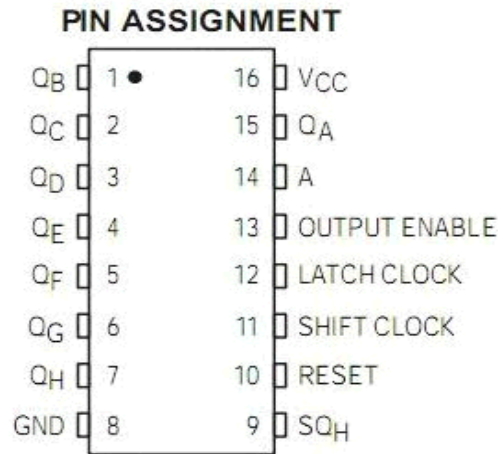 PIN ASSIGNMENT
QB 1 16 VCC
QC 2 15 QA
QD 3 14 A
QE 4 13 OUTPUT ENABLE
QF 5 12 LATCH CLOCK
QG 6 11 SHIFT CLOCK
QH 7 10 RESET
GND 8 9 SQH